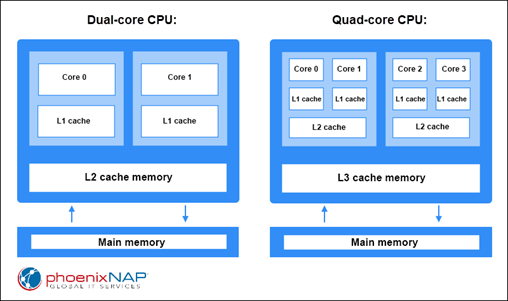 Dual-core CPU:
Core 0
Core 1
L1 cache
L1 cache
L2 cache memory
Main memory
Quad-core CPU:
Core 0
Core 1
Core 2
Core 3
L1 cache
L1 cache
L1 cache
L1 cache
L2 cache
L2 cache
L3 cache memory
Main memory
phoenixNAP
GLOBAL IT SERVICES